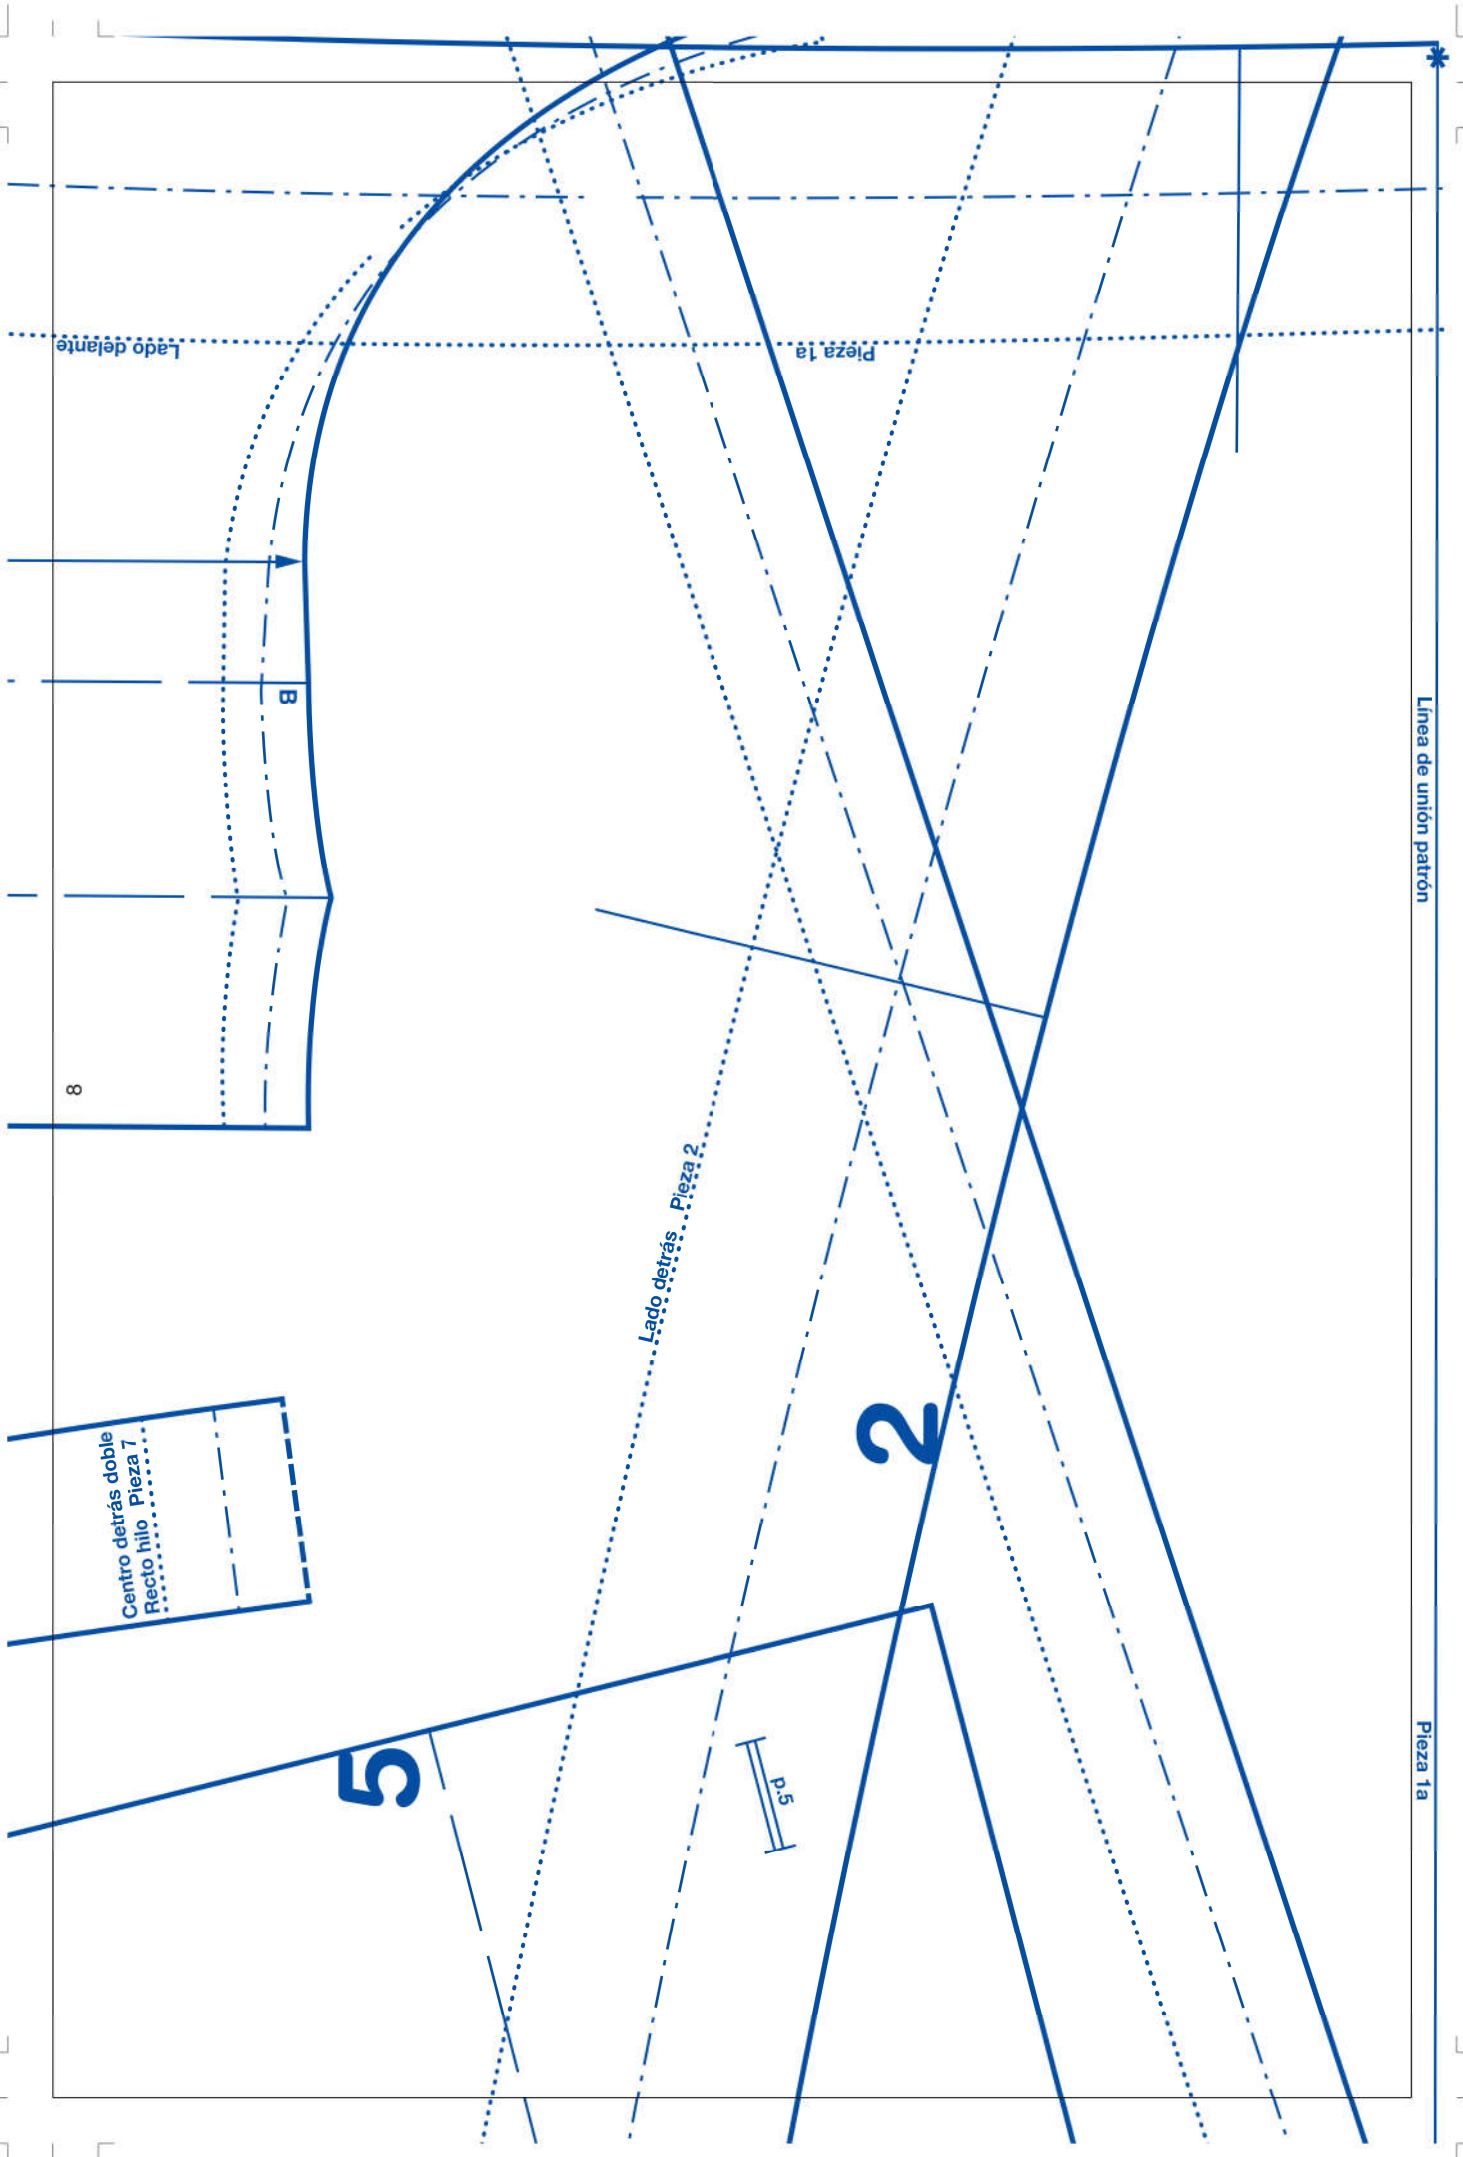 *
Lado delante
Pieza 1a
B
Línea de unión patrón
8
Lado detrás Pieza 2
2
Centro detrás doble
Recto hilo Pieza 7
5
p.5
Pieza 1a